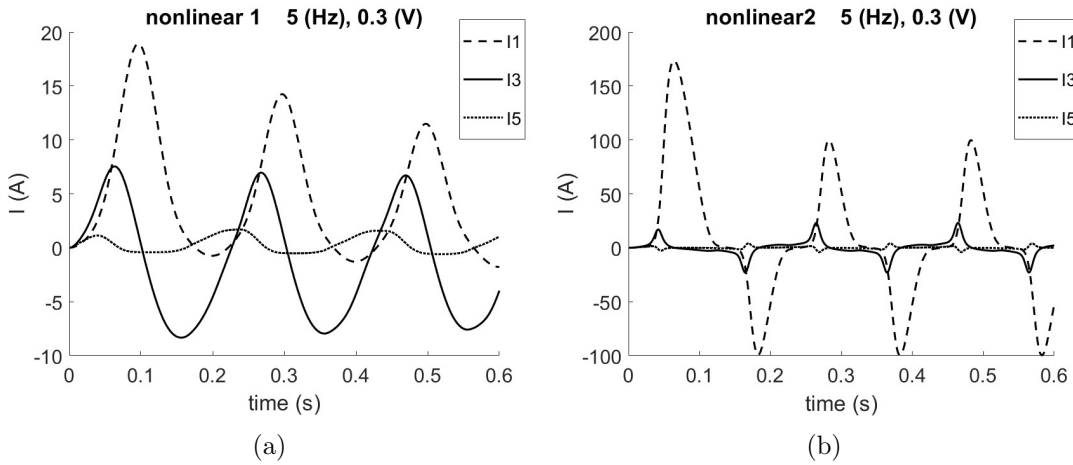 nonlinear 1 5 (Hz), 0.3 (V)
20
15
10
5
0
-5
-10
I (A)
0
0.1
0.2
0.3
0.4
0.5
0.6
time (s)
I1
I3
I5
(a)
nonlinear2 5 (Hz), 0.3 (V)
200
150
100
50
0
-50
-100
I (A)
0
0.1
0.2
0.3
0.4
0.5
0.6
time (s)
I1
I3
I5
(b)